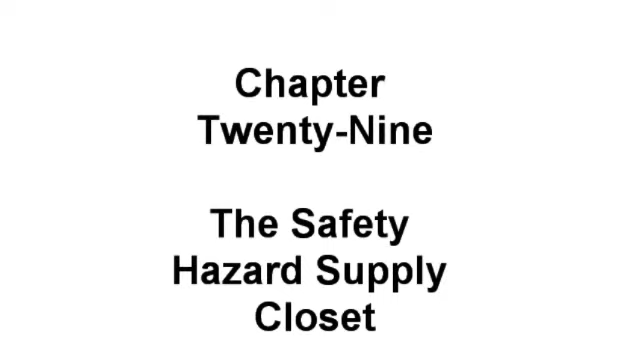 Chapter
Twenty-Nine
The Safety
Hazard Supply
Closet